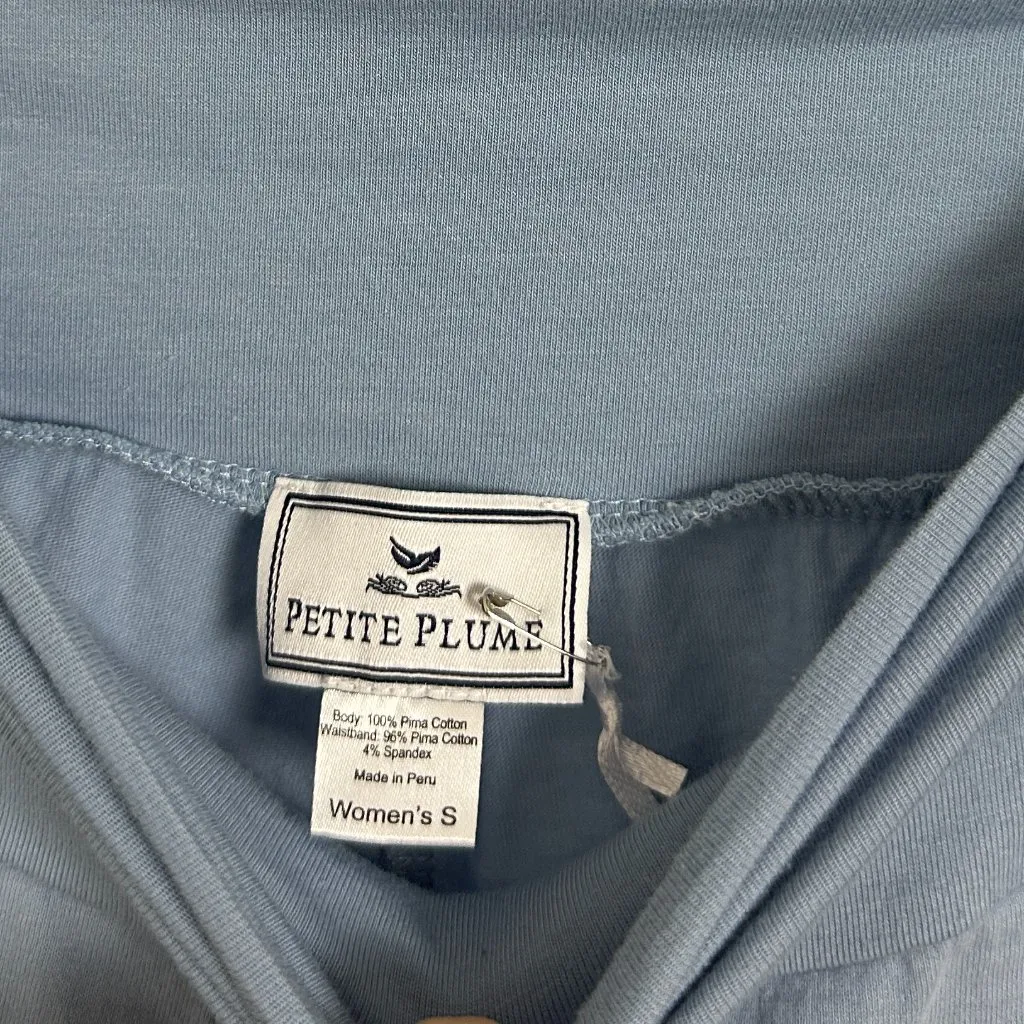 PETITE PLUME
Body: 100% Pima Cotton
Waistband: 96% Pima Cotton
4% Spandex
Made in Peru
Women's S